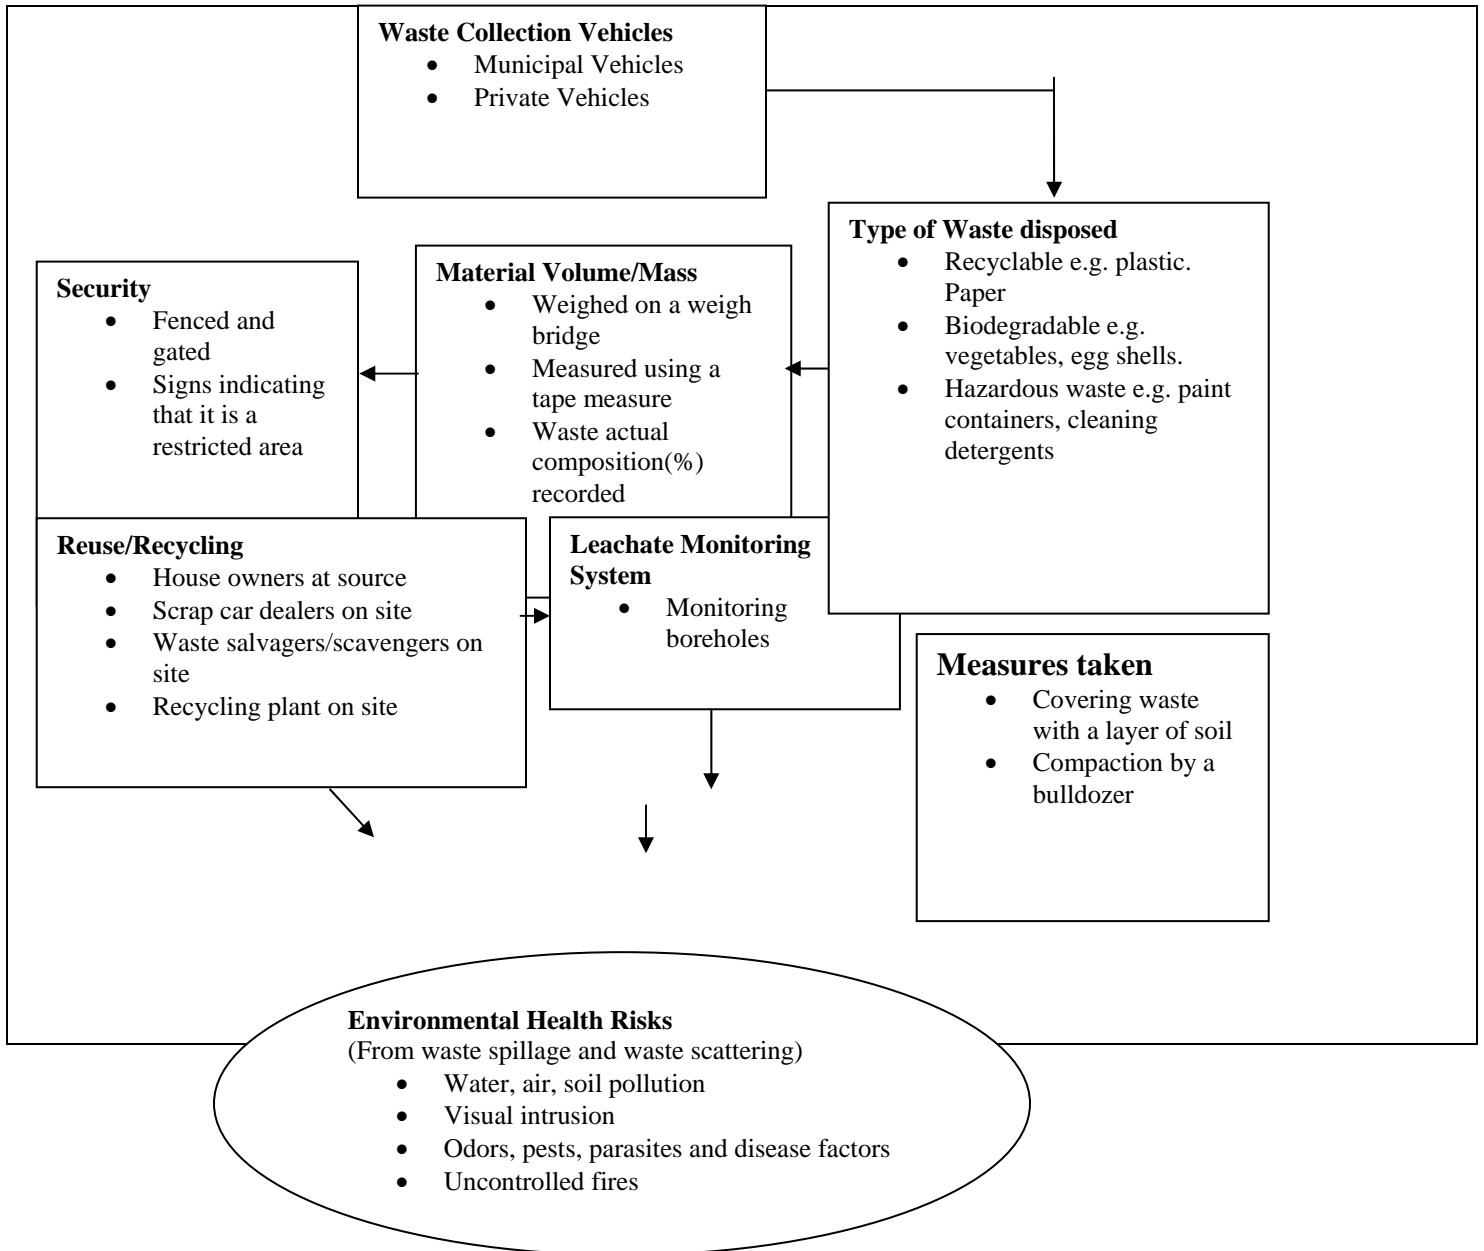 Waste Collection Vehicles
• Municipal Vehicles
• Private Vehicles
Type of Waste disposed
• Recyclable e.g. plastic.
Paper
• Biodegradable e.g.
vegetables, egg shells.
• Hazardous waste e.g. paint
containers, cleaning
detergents
Material Volume/Mass
• Weighed on a weigh
bridge
• Measured using a
tape measure
• Waste actual
composition(%)
recorded
Security
• Fenced and
gated
• Signs indicating
that it is a
restricted area
Reuse/Recycling
• House owners at source
• Scrap car dealers on site
• Waste salvagers/scavengers on
site
• Recycling plant on site
Leachate Monitoring
System
• Monitoring
boreholes
Measures taken
• Covering waste
with a layer of soil
• Compaction by a
bulldozer
Environmental Health Risks
(From waste spillage and waste scattering)
• Water, air, soil pollution
• Visual intrusion
• Odors, pests, parasites and disease factors
• Uncontrolled fires